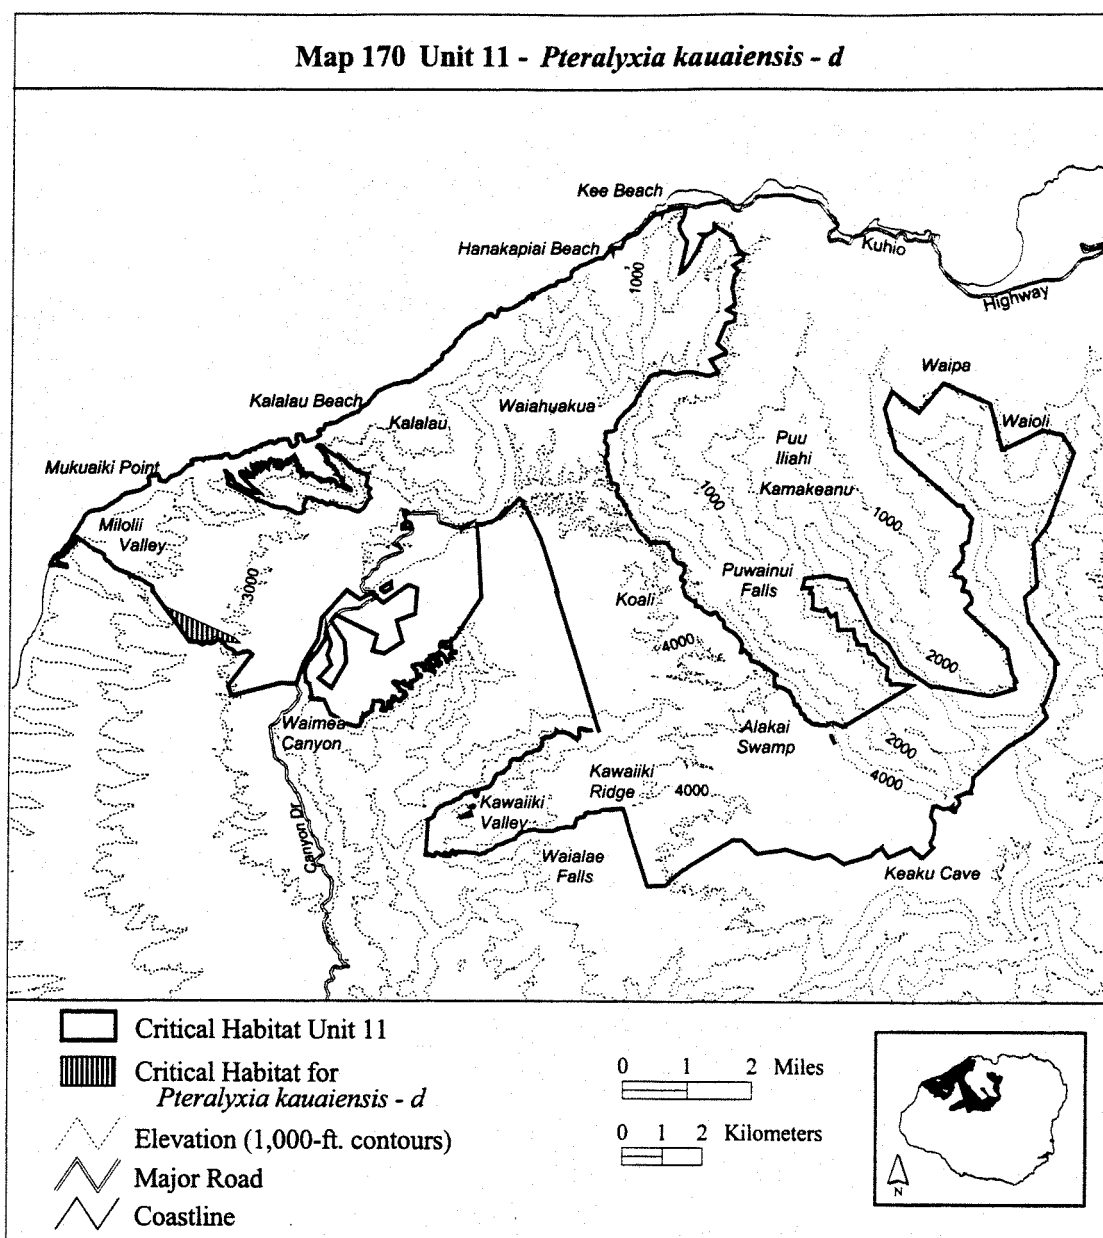 Map 170 Unit 11 - Pteralyxia kauaiensis - d
Kee Beach
Hanakapiai Beach
Kuhio
Highway
1000
Waipa
Kalalau Beach
Waiahuakua
Kalalau
Waioli
Puu
Iliahi
Mukuaiki Point
Kamakeanu
1000
1000
Milolii
Valley
3000
Puwainui
Falls
Koali
4000
2000
Waimea
Canyon
Alakai
Swamp
2000
4000
Kawaiiki
Ridge
4000
Kawaiiki
Valley
Canyon Dr
Waialae
Falls
Keaku Cave
Critical Habitat Unit 11
Critical Habitat for
Pteralyxia kauaiensis - d
Elevation (1,000-ft. contours)
Major Road
Coastline
0 1 2 Miles
0 1 2 Kilometers
N